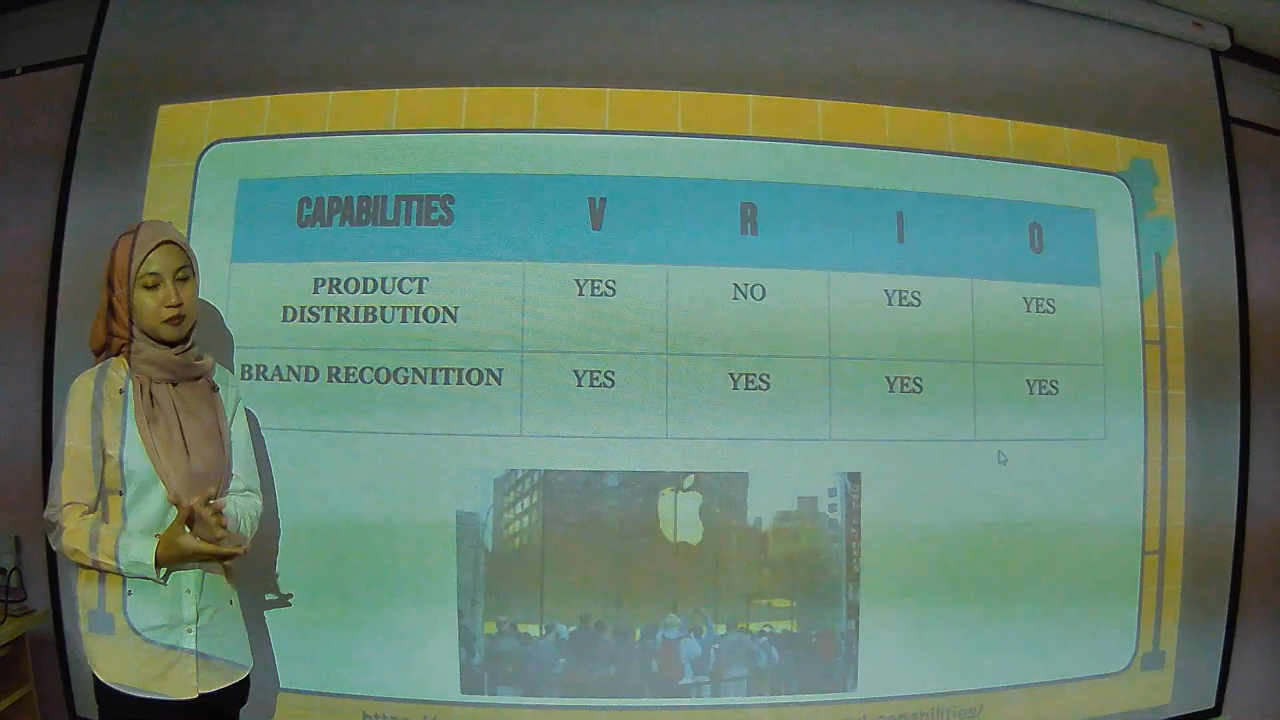 CAPABILITIES V R I O
PRODUCT
DISTRIBUTION YES NO YES YES
BRAND RECOGNITION YES YES YES YES
capabilities/